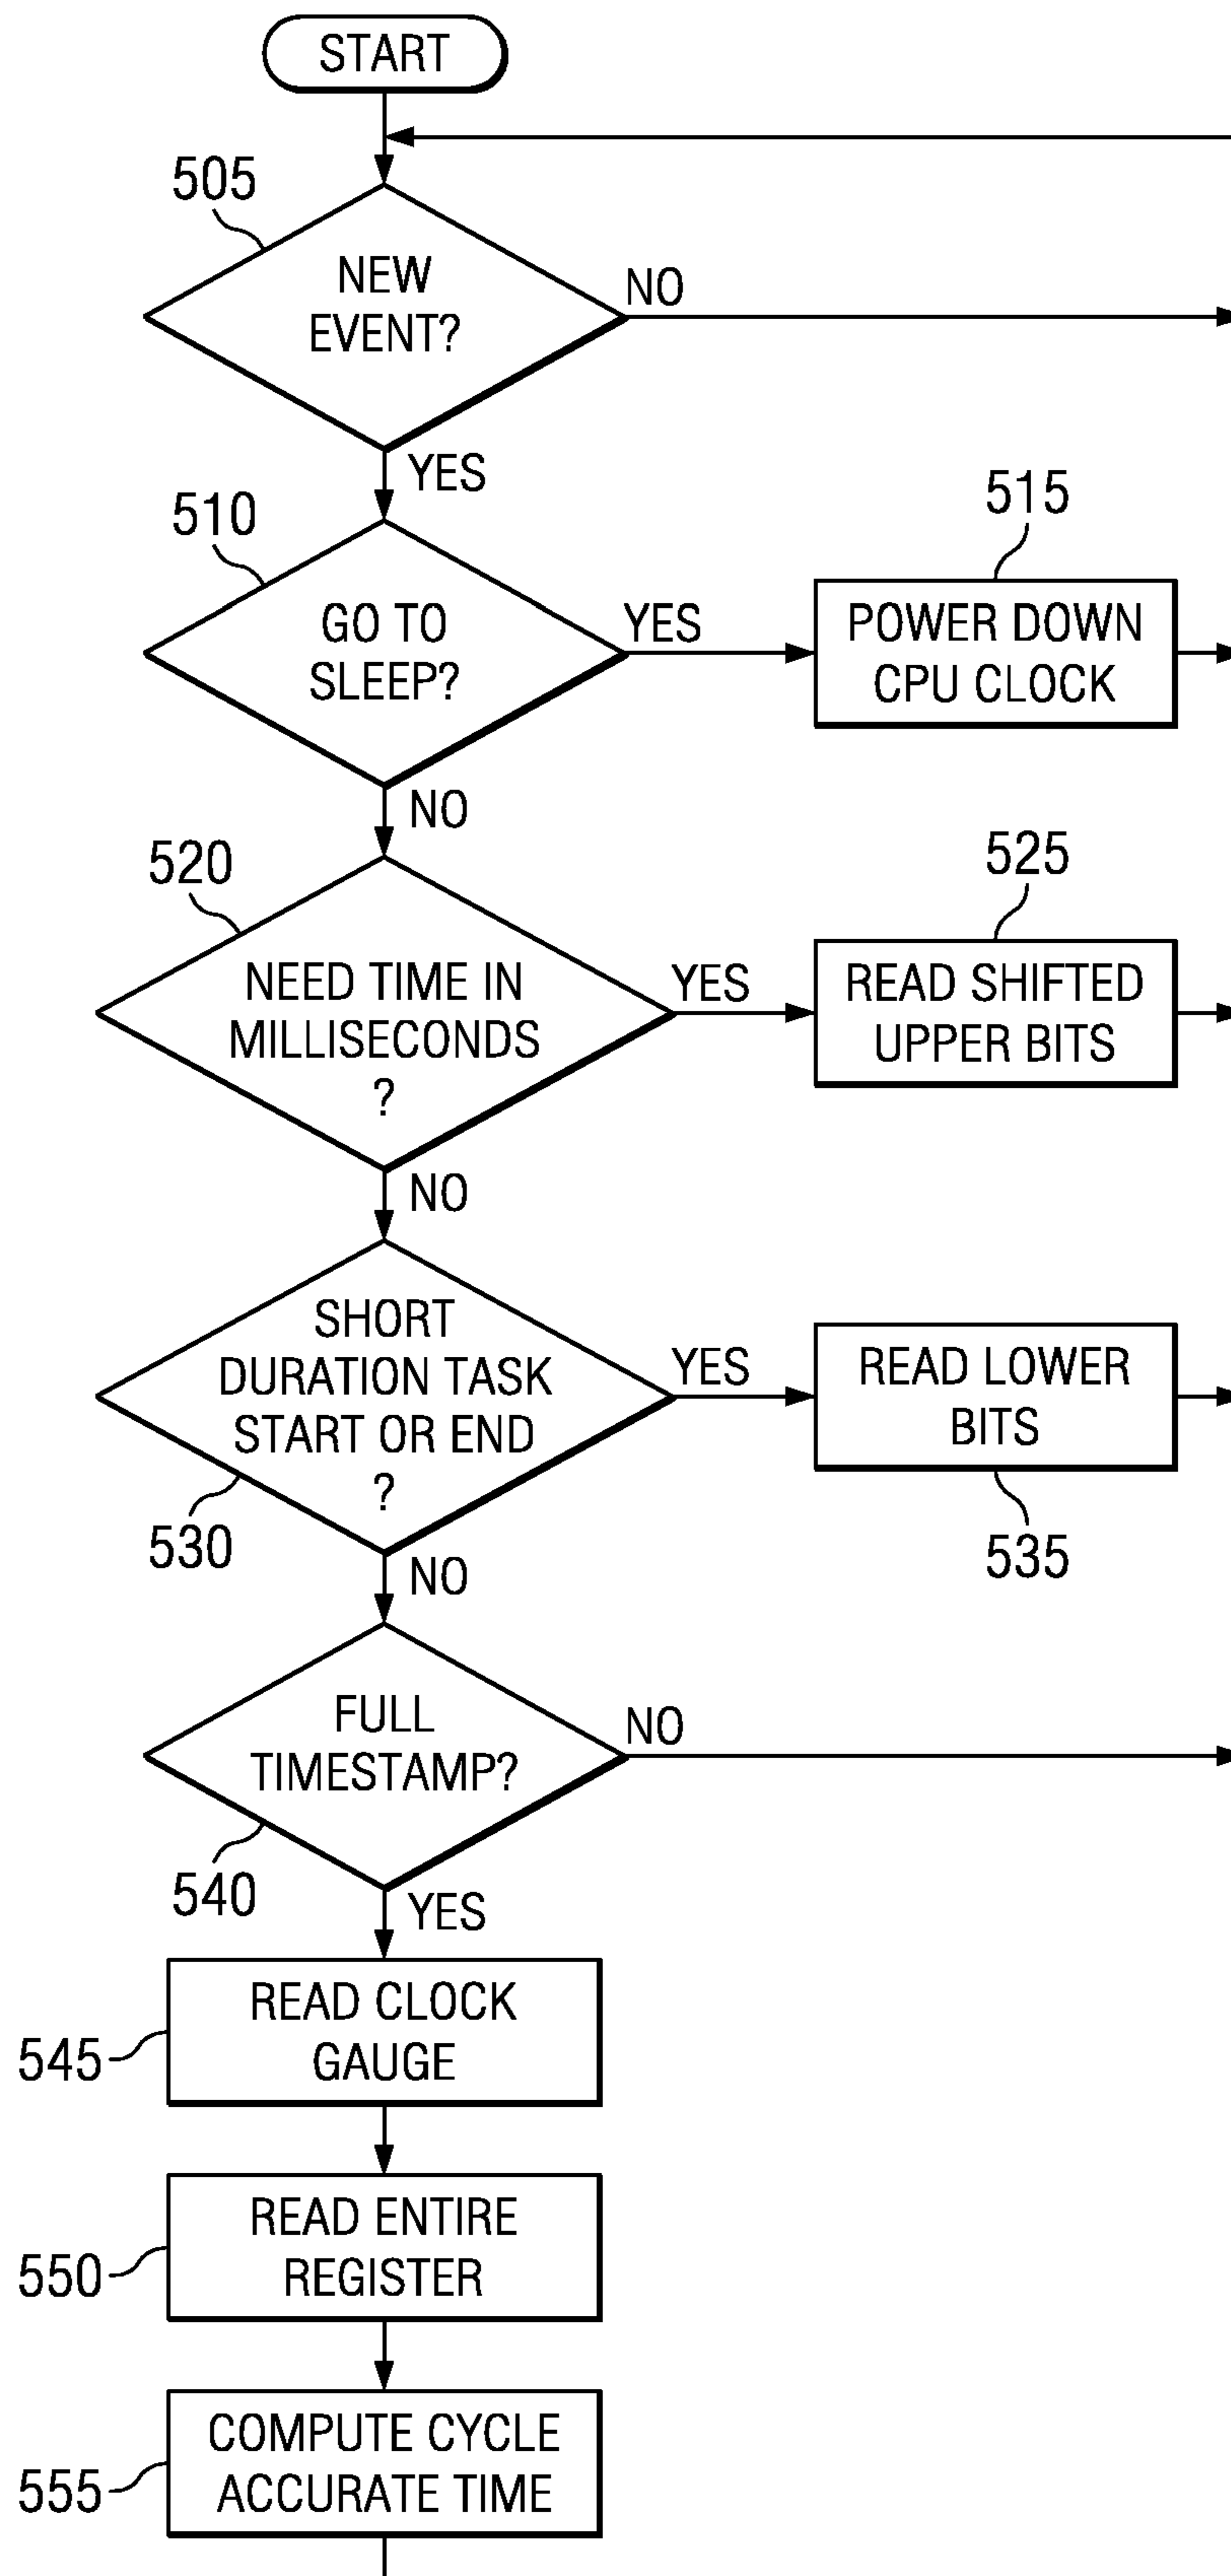 START
505
NEW
EVENT?
NO
YES
510
GO TO
SLEEP?
YES
515
POWER DOWN
CPU CLOCK
NO
520
NEED TIME IN
MILLISECONDS
?
YES
525
READ SHIFTED
UPPER BITS
NO
SHORT
DURATION TASK
START OR END
?
530
YES
READ LOWER
BITS
535
NO
FULL
TIMESTAMP?
NO
540
YES
READ CLOCK
GAUGE
545
READ ENTIRE
REGISTER
550
COMPUTE CYCLE
ACCURATE TIME
555